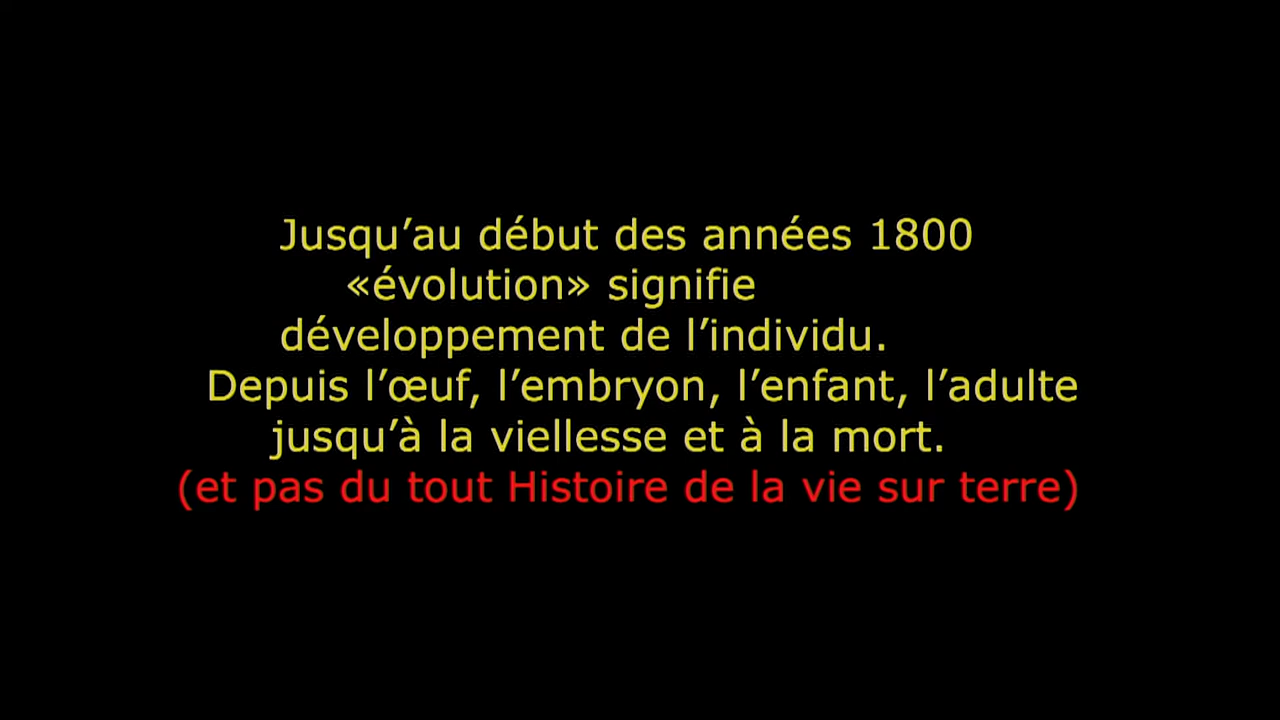 Jusqu’au début des années 1800
«évolution» signifie
développement de l’individu.
Depuis l’œuf, l’embryon, l’enfant, l’adulte
jusqu’à la viellesse et à la mort.
(et pas du tout Histoire de la vie sur terre)